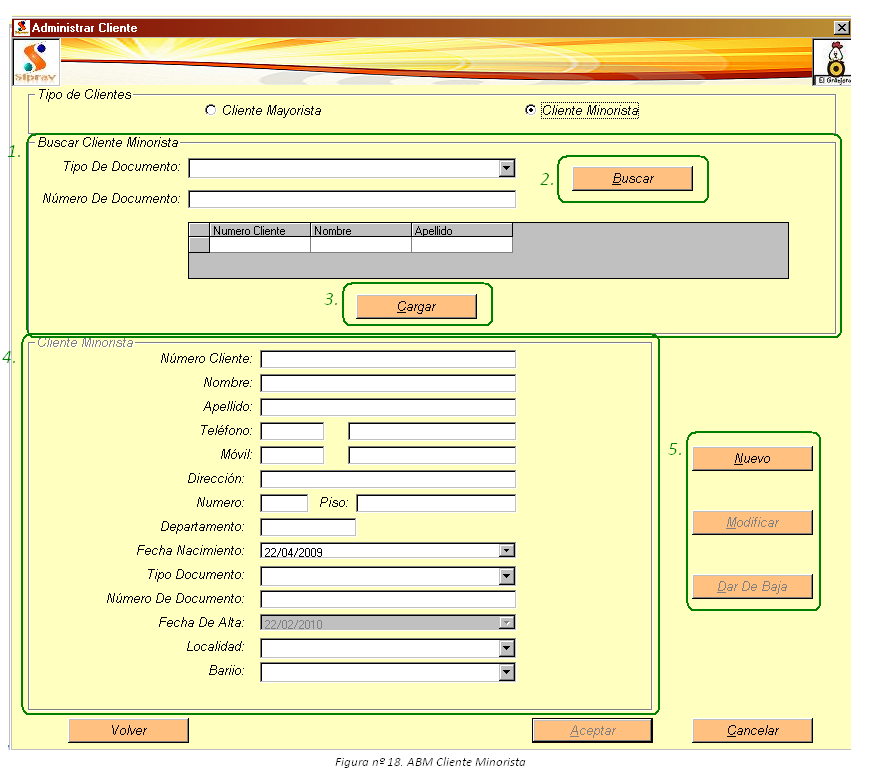 Administrar Cliente
Siprav
El Gallejero
Tipo de Clientes
Cliente Mayorista
Cliente Minorista
1.
Buscar Cliente Minorista
Tipo De Documento:
2.
Buscar
Número De Documento:
Numero Cliente Nombre Apellido
3.
Cargar
4.
Cliente Minorista
Número Cliente:
Nombre:
Apellido:
Teléfono:
Móvil:
5.
Nuevo
Dirección:
Numero: Piso:
Departamento:
Modificar
Fecha Nacimiento: 22/04/2009
Tipo Documento:
Dar De Baja
Número De Documento:
Fecha De Alta: 22/02/2010
Localidad:
Bariio:
Volver
Aceptar
Cancelar
Figura nº 18. ABM Cliente Minorista